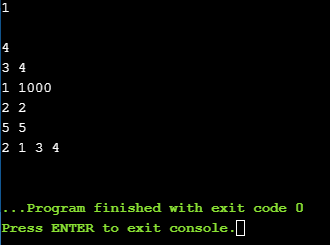 1
4
3 4
1 1000
2 2
5 5
2 1 3 4
...Program finished with exit code 0
Press ENTER to exit console.